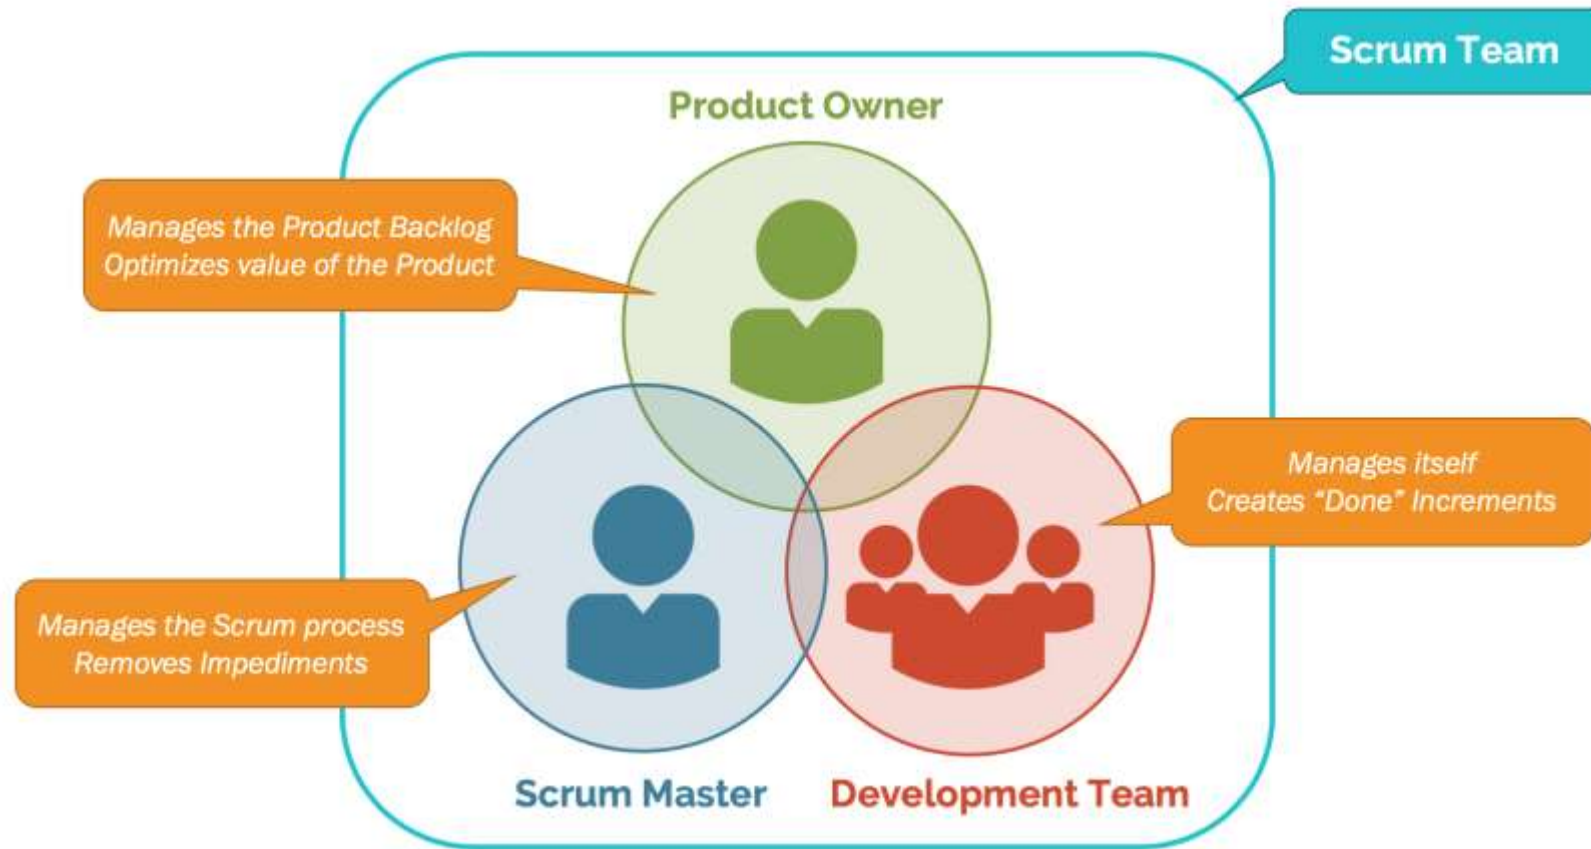 Scrum Team
Product Owner
Manages the Product Backlog
Optimizes value of the Product
Manages itself
Creates “Done” Increments
Manages the Scrum process
Removes Impediments
Scrum Master
Development Team